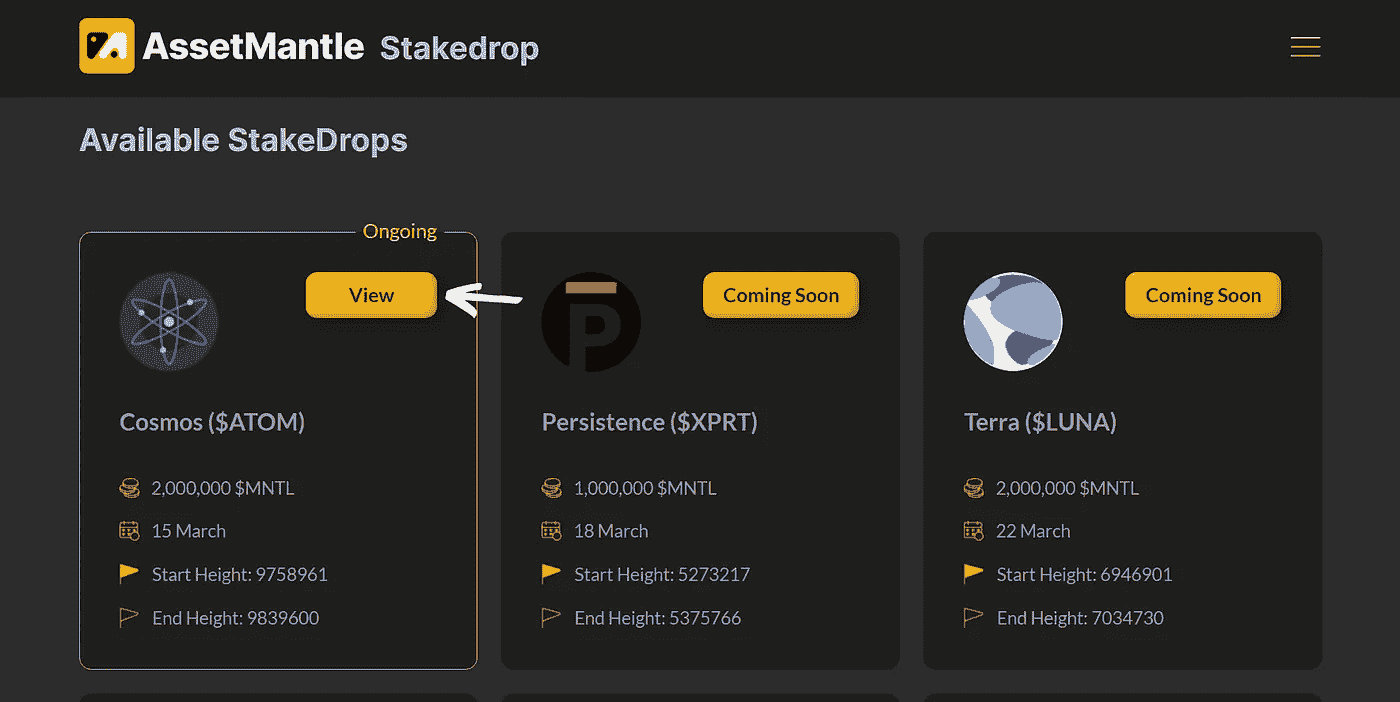 AssetMantle Stakedrop
Available StakeDrops
Ongoing
View
Cosmos ($ATOM)
2,000,000 $MNTL
15 March
Start Height: 9758961
End Height: 9839600
Coming Soon
Persistence ($XPRT)
1,000,000 $MNTL
18 March
Start Height: 5273217
End Height: 5375766
Coming Soon
Terra ($LUNA)
2,000,000 $MNTL
22 March
Start Height: 6946901
End Height: 7034730